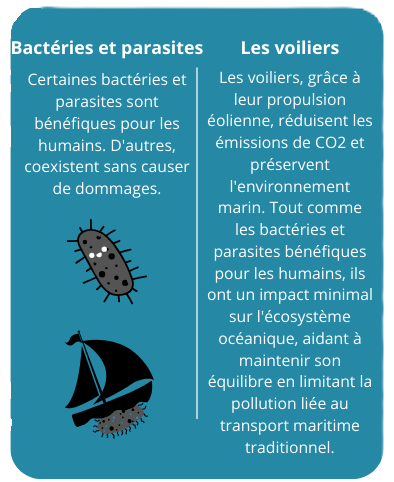 Bactéries et parasites
Certaines bactéries et
parasites sont
bénéfiques pour les
humains. D'autres,
coexistent sans causer
de dommages.
Les voiliers
Les voiliers, grâce à
leur propulsion
éolienne, réduisent les
émissions de CO2 et
préservent
l'environnement
marin. Tout comme
les bactéries et
parasites bénéfiques
pour les humains, ils
ont un impact minimal
sur l'écosystème
océanique, aidant à
maintenir son
équilibre en limitant la
pollution liée au
transport maritime
traditionnel.